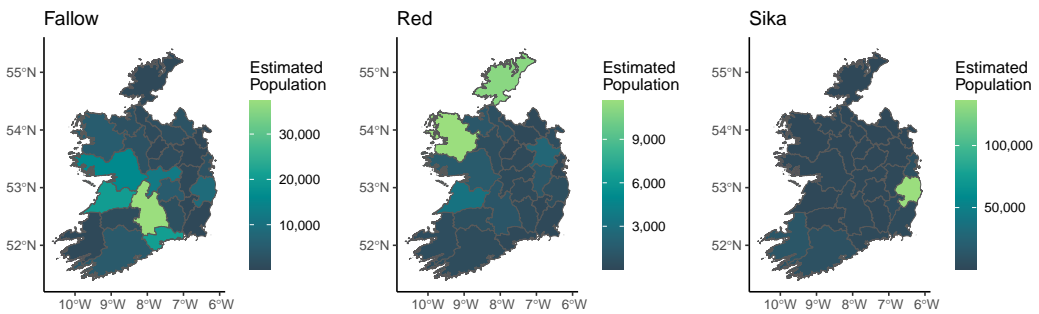 Fallow
55°N
54°N
53°N
52°N
10°W 9°W 8°W 7°W 6°W
Estimated
Population
30,000
20,000
10,000
Red
55°N
54°N
53°N
52°N
10°W 9°W 8°W 7°W 6°W
Estimated
Population
9,000
6,000
3,000
Sika
55°N
54°N
53°N
52°N
10°W 9°W 8°W 7°W 6°W
Estimated
Population
100,000
50,000